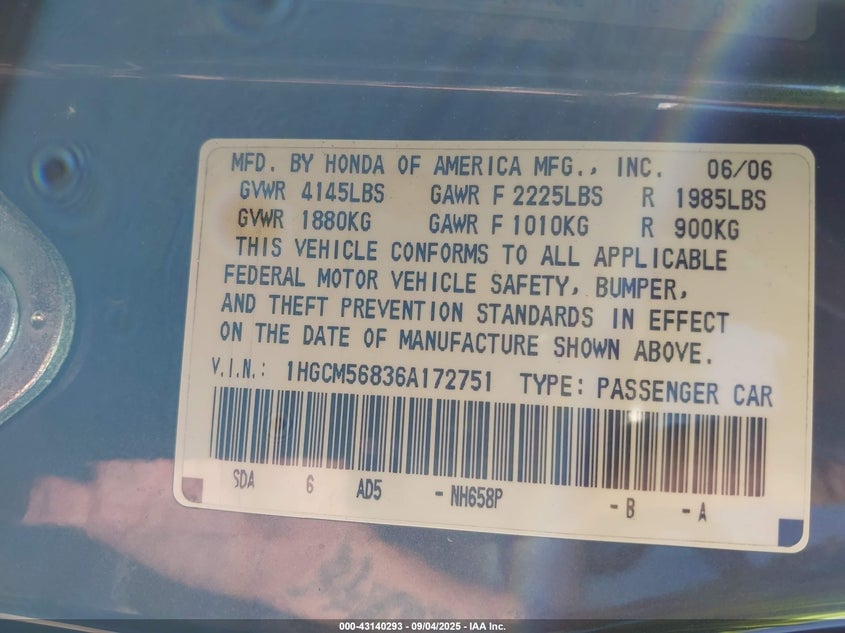 MFD. BY HONDA OF AMERICA MFG., INC. 06/06
GVWR 4145LBS GAWR F 2225LBS R 1985LBS
GVWR 1880KG GAWR F 1010KG R 900KG
THIS VEHICLE CONFORMS TO ALL APPLICABLE
FEDERAL MOTOR VEHICLE SAFETY, BUMPER,
AND THEFT PREVENTION STANDARDS IN EFFECT
ON THE DATE OF MANUFACTURE SHOWN ABOVE.
V.I.N.: 1HGCM56836A172751 TYPE: PASSENGER CAR
SDA 6 AD5 -NH658P -B -A
000-43140293 - 09/04/2025 - IAA Inc.